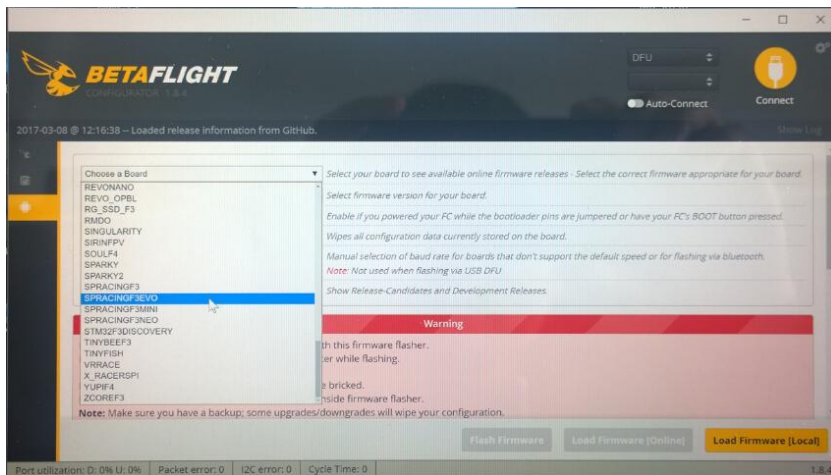 BETAFLIGHT
CONFIGURATOR 1.8.4
DFU
Auto-Connect
Connect
2017-03-08 @ 12:16:38 -- Loaded release information from GitHub.
Show Log
Choose a Board
REVONANO
REVO_OPBL
RG_SSD_F3
RMDO
SINGULARITY
SIRINFPV
SOULF4
SPARKY
SPARKY2
SPRACINGF3
SPRACINGF3EVO
SPRACINGF3MINI
SPRACINGF3NEO
STM32F3DISCOVERY
TINYBEEF3
TINYFISH
VRRACE
X_RACERSPI
YUPIF4
ZCOREF3
Select your board to see available online firmware releases - Select the correct firmware appropriate for your board.
Select firmware version for your board.
Enable if you powered your FC while the bootloader pins are jumpered or have your FC's BOOT button pressed.
Wipes all configuration data currently stored on the board.
Manual selection of baud rate for boards that don't support the default speed or for flashing via bluetooth.
Note: Not used when flashing via USB DFU
Show Release-Candidates and Development Releases.
Warning
th this firmware flasher.
er while flashing.
e bricked.
nside firmware flasher.
Note: Make sure you have a backup; some upgrades/downgrades will wipe your configuration.
Flash Firmware
Load Firmware [Online]
Load Firmware [Local]
Port utilization: D: 0% U: 0%
Packet error: 0
I2C error: 0
Cycle Time: 0
1.8.4